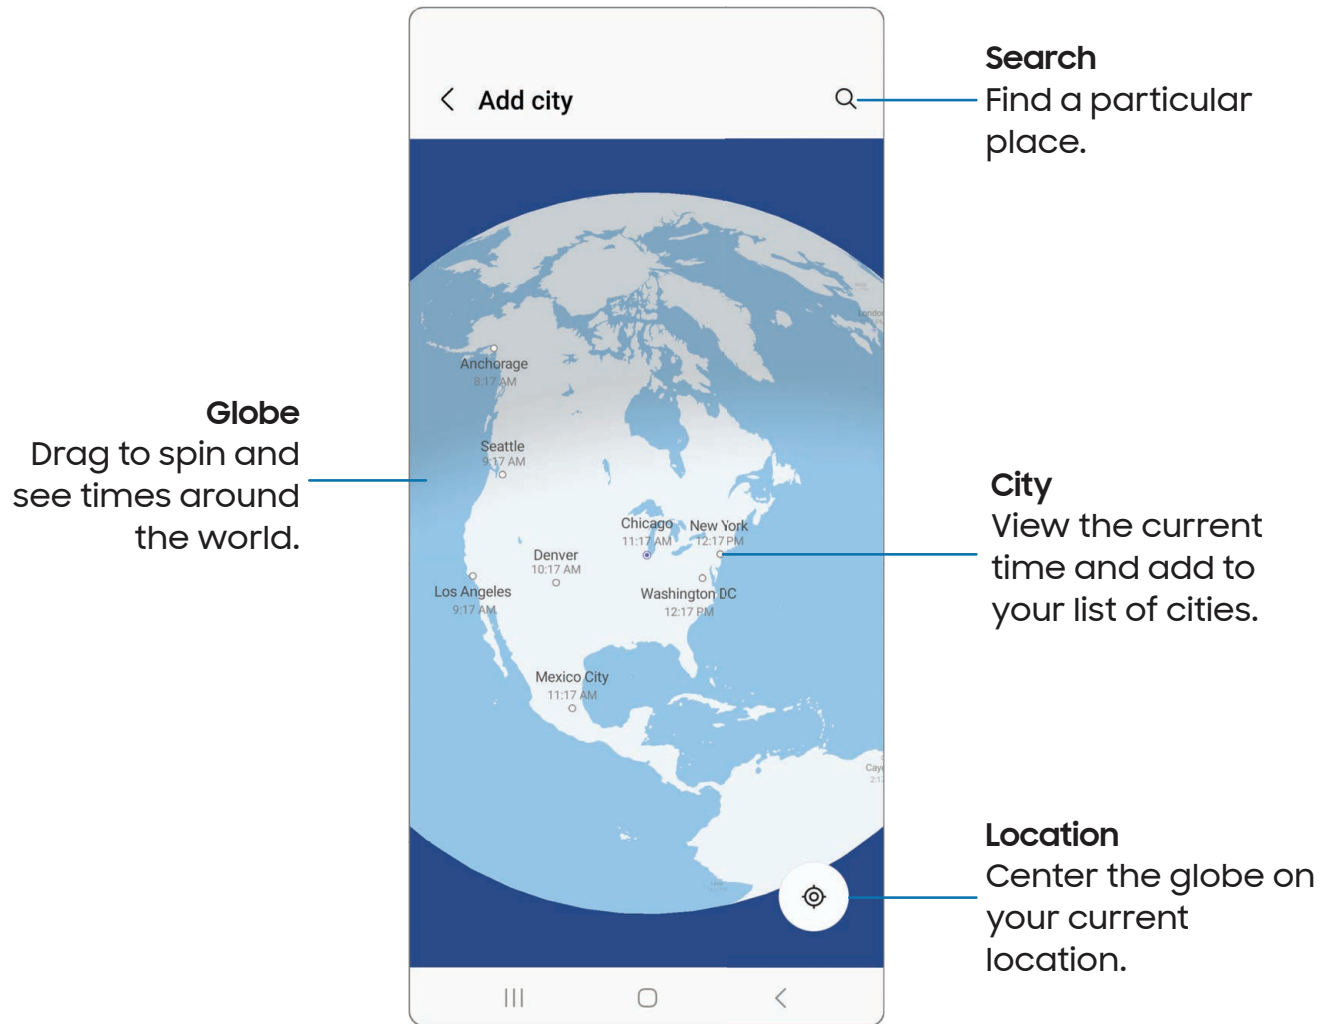 Add city
Search
Find a particular
place.
Anchorage
8:17 AM
Globe
Drag to spin and
see times around
the world.
Seattle
9:17 AM
City
View the current
time and add to
your list of cities.
Chicago
11:17 AM
New York
12:17 PM
Denver
10:17 AM
Los Angeles
9:17 AM
Washington DC
12:17 PM
Mexico City
11:17 AM
London
Location
Center the globe on
your current
location.